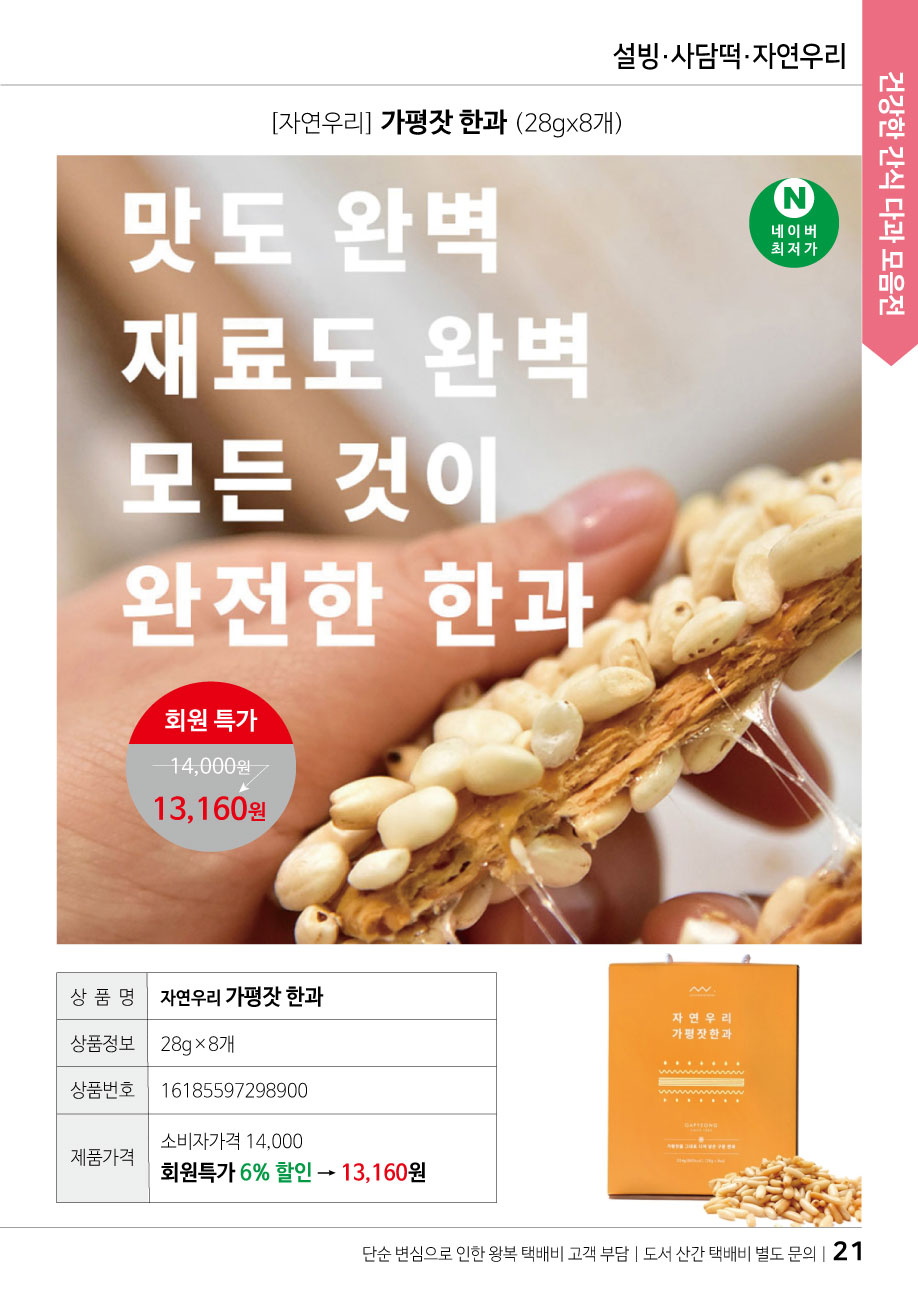 설빙·사담떡·자연우리
건강한 간식 다과 모음전
[자연우리] 가평잣 한과 (28gx8개)
맛도 완벽
재료도 완벽
모든 것이
완전한 한과
N
네이버
최저가
회원 특가
14,000원
13,160원
상 품 명 자연우리 가평잣 한과
상품정보 28g×8개
상품번호 16185597298900
제품가격 소비자가격 14,000
회원특가 6% 할인 → 13,160원
자연우리
가평잣한과
GAPYEONG
단순 변심으로 인한 왕복 택배비 고객 부담 | 도서 산간 택배비 별도 문의 | 21